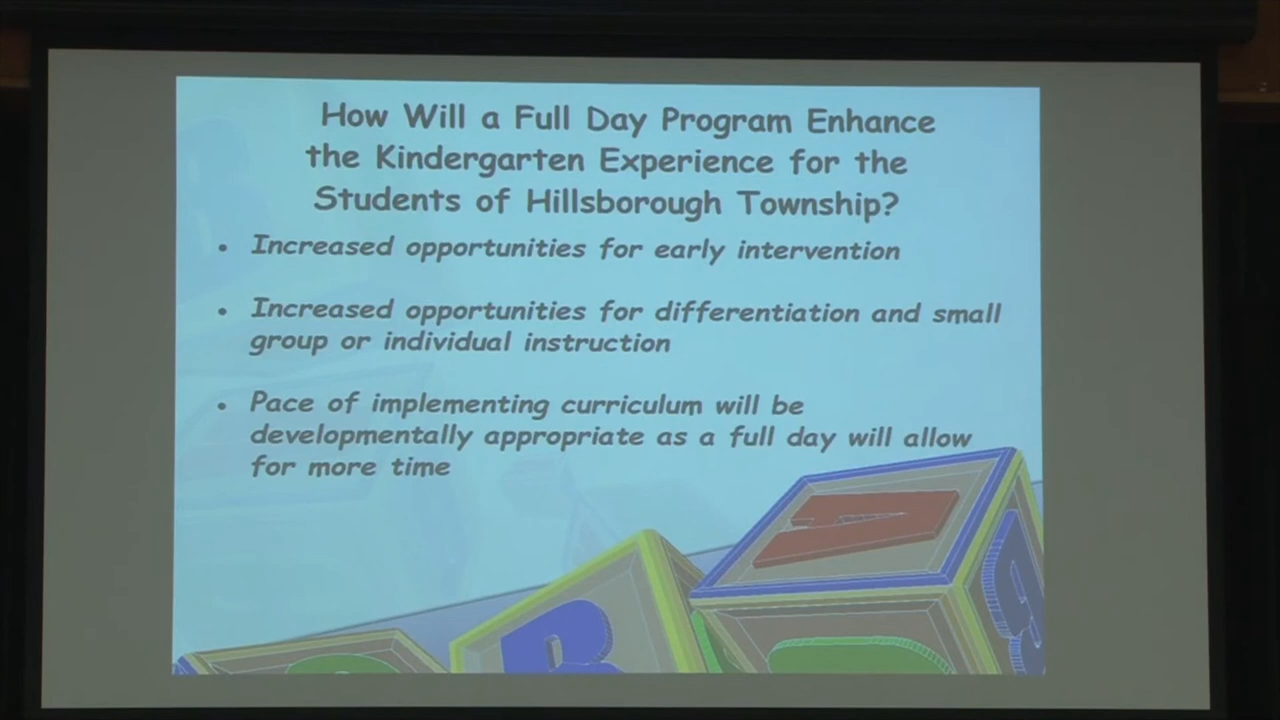 How Will a Full Day Program Enhance
the Kindergarten Experience for the
Students of Hillsborough Township?
• Increased opportunities for early intervention
• Increased opportunities for differentiation and small
group or individual instruction
• Pace of implementing curriculum will be
developmentally appropriate as a full day will allow
for more time
A
B